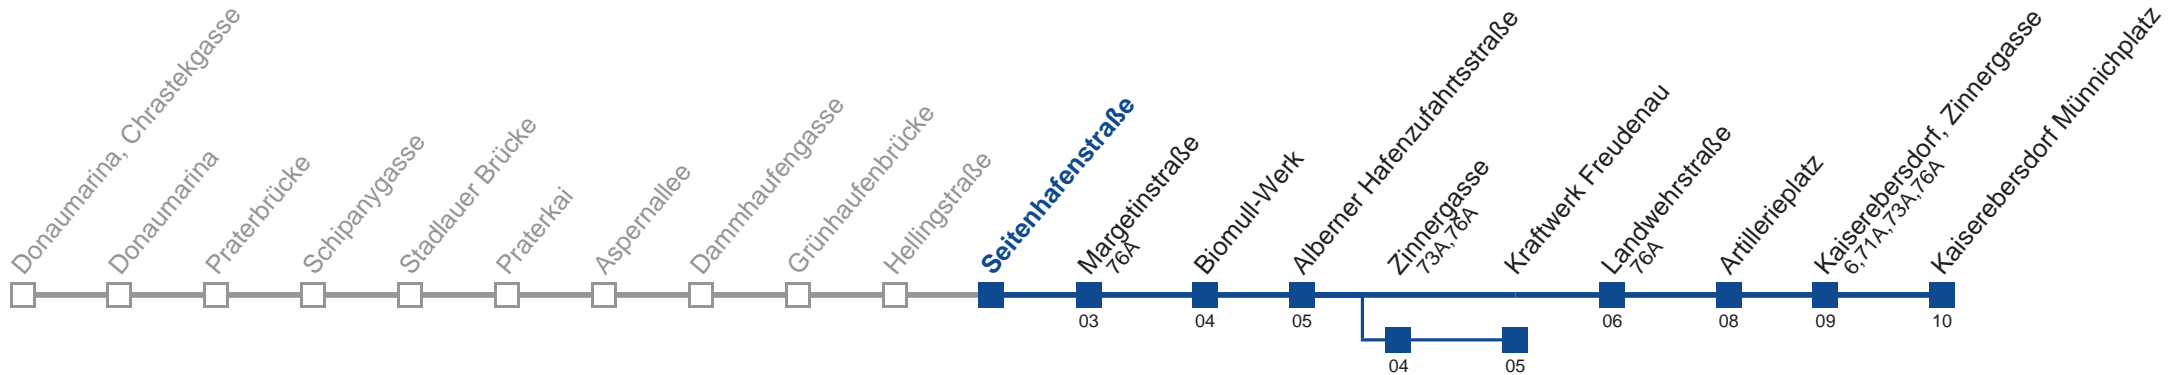 Donaumarina, Chrastekgasse
Donaumarina
Praterbrücke
Schipanygasse
Stadlauer Brücke
Praterkai
Aspernallee
Dammhaufengasse
Grünhaufenbrücke
Hellingstraße
Seitenhafenstraße
Margetinstraße
76A
Biomull-Werk
Alberner Hafenzufahrtsstraße
Zinnergasse
73A,76A
Kraftwerk Freudenau
Landwehrstraße
76A
Artillerieplatz
Kaiserebersdorf, Zinnergasse
6,71A,73A,76A
Kaiserebersdorf Münnichplatz
03 04 05 06 08 09 10
04 05